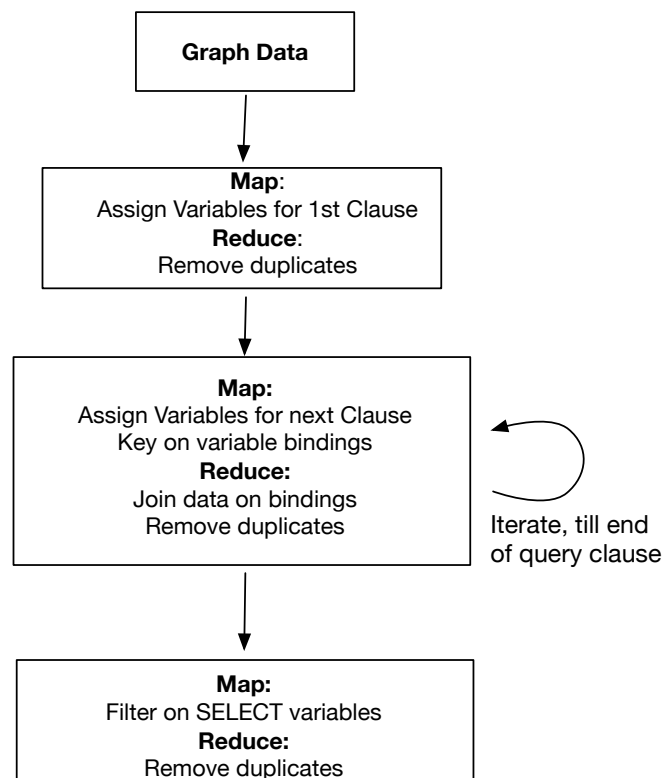 Graph Data
Map:
Assign Variables for 1st Clause
Reduce:
Remove duplicates
Map:
Assign Variables for next Clause
Key on variable bindings
Reduce:
Join data on bindings
Remove duplicates
Iterate, till end
of query clause
Map:
Filter on SELECT variables
Reduce:
Remove duplicates